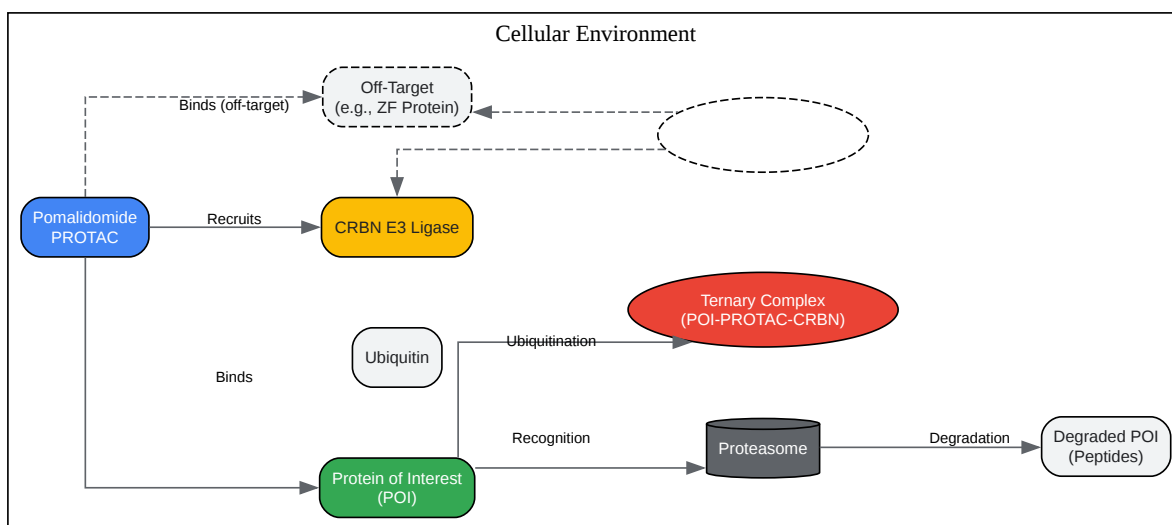 Cellular Environment
Off-Target
(e.g., ZF Protein)
Binds (off-target)
Pomalidomide
PROTAC
Recruits
CRBN E3 Ligase
Ternary Complex
(POI-PROTAC-CRBN)
Ubiquitin
Ubiquitination
Binds
Recognition
Proteasome
Degradation
Degraded POI
(Peptides)
Protein of Interest
(POI)